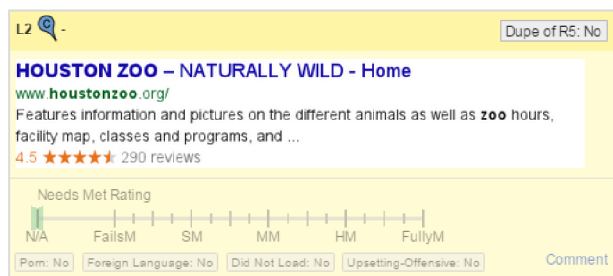 L2 C -
Dupe of R5: No
HOUSTON ZOO – NATURALLY WILD - Home
www.houstonzoo.org/
Features information and pictures on the different animals as well as zoo hours,
facility map, classes and programs, and ...
4.5 ★★★★★ 290 reviews
Needs Met Rating
N/A FailsM SM MM HM FullyM
Porn: No Foreign Language: No Did Not Load: No Upsetting-Offensive: No Comment